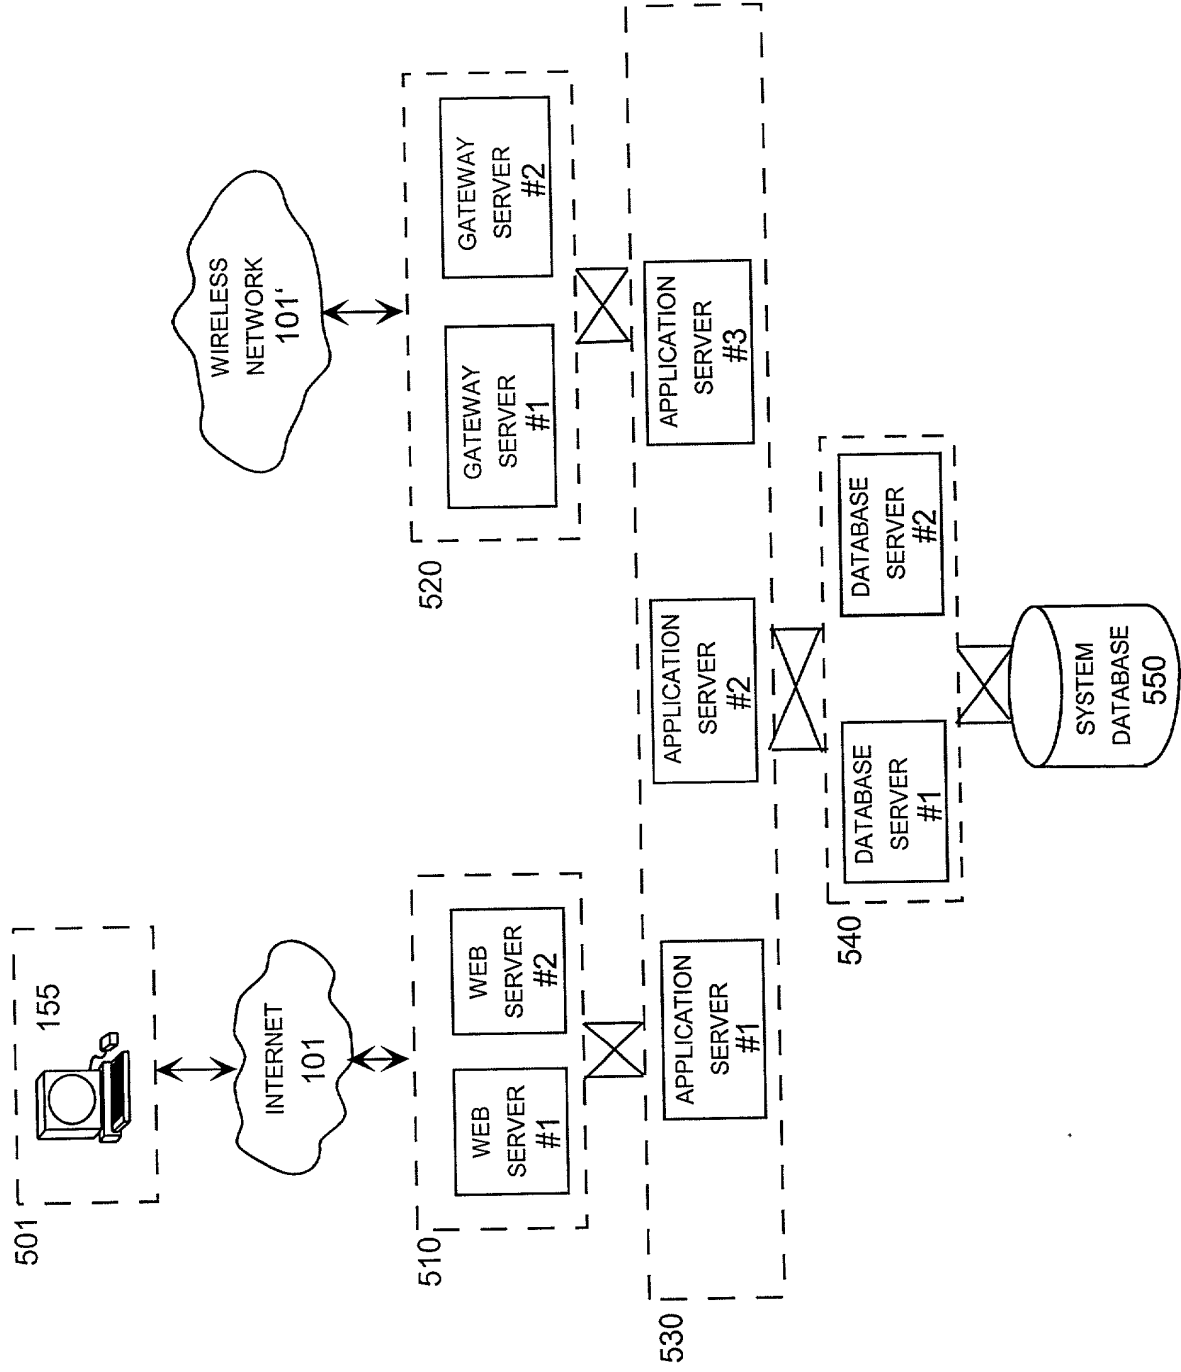 501
155
INTERNET
101
WIRELESS
NETWORK
101'
510
WEB
SERVER
#1
WEB
SERVER
#2
520
GATEWAY
SERVER
#1
GATEWAY
SERVER
#2
530
APPLICATION
SERVER
#1
APPLICATION
SERVER
#2
APPLICATION
SERVER
#3
540
DATABASE
SERVER
#1
DATABASE
SERVER
#2
SYSTEM
DATABASE
550